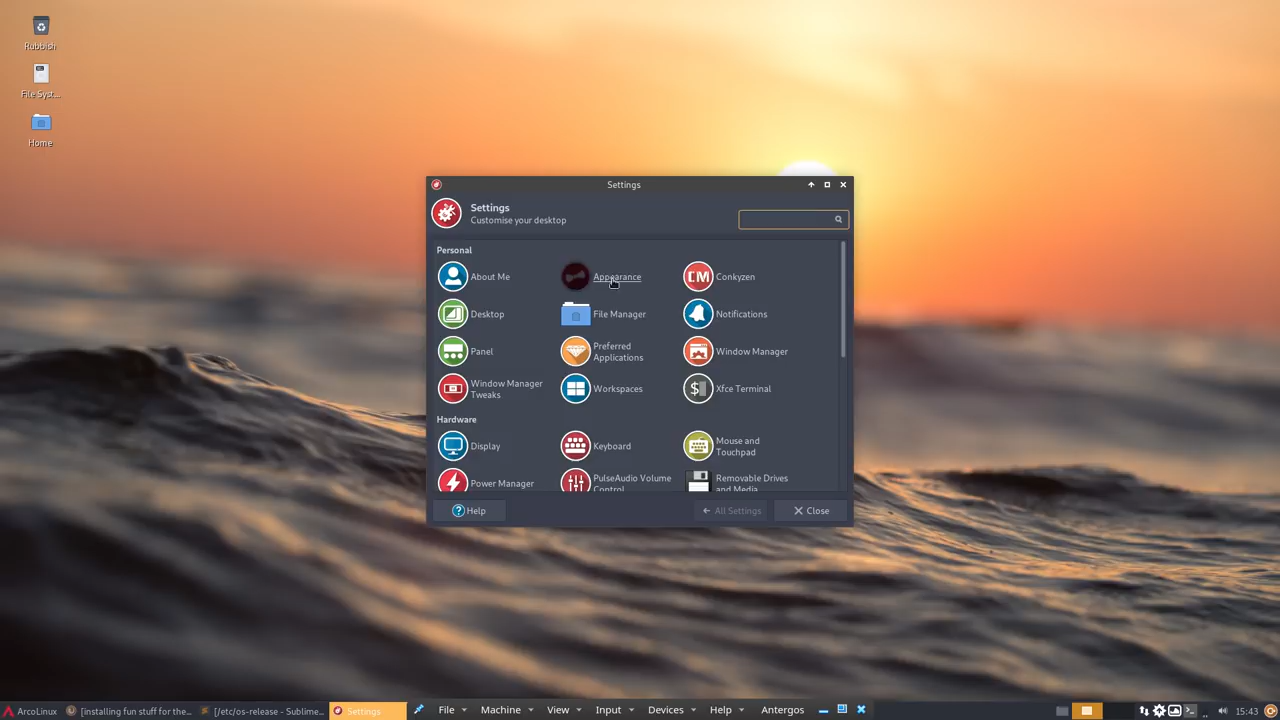 Rubbish
File Syst...
Home
Settings
Settings
Customise your desktop
Personal
About Me
Appearance
Conkyzen
Desktop
File Manager
Notifications
Panel
Preferred
Applications
Window Manager
Window Manager
Tweaks
Workspaces
Xfce Terminal
Hardware
Display
Keyboard
Mouse and
Touchpad
Power Manager
PulseAudio Volume
Control
Removable Drives
and Media
Help
All Settings
Close
ArcoLinux
[installing fun stuff for the...
[/etc/os-release - Sublime...
Settings
File
Machine
View
Input
Devices
Help
Antergos
15:43